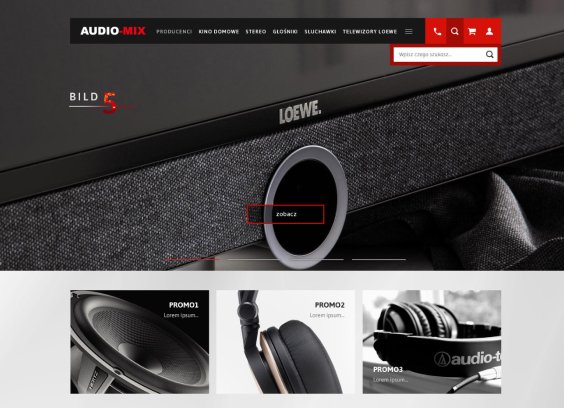 AUDIO-MIX
PRODUCENCI KINO DOMOWE STEREO GŁOŚNIKI SŁUCHAWKI TELEWIZORY LOEWE
Wpisz czego szukasz...
BILD 5
LOEWE.
zobacz
PROMO1
Lorem ipsum...
PROMO2
Lorem ipsum...
audio-te
PROMO3
Lorem ipsum...